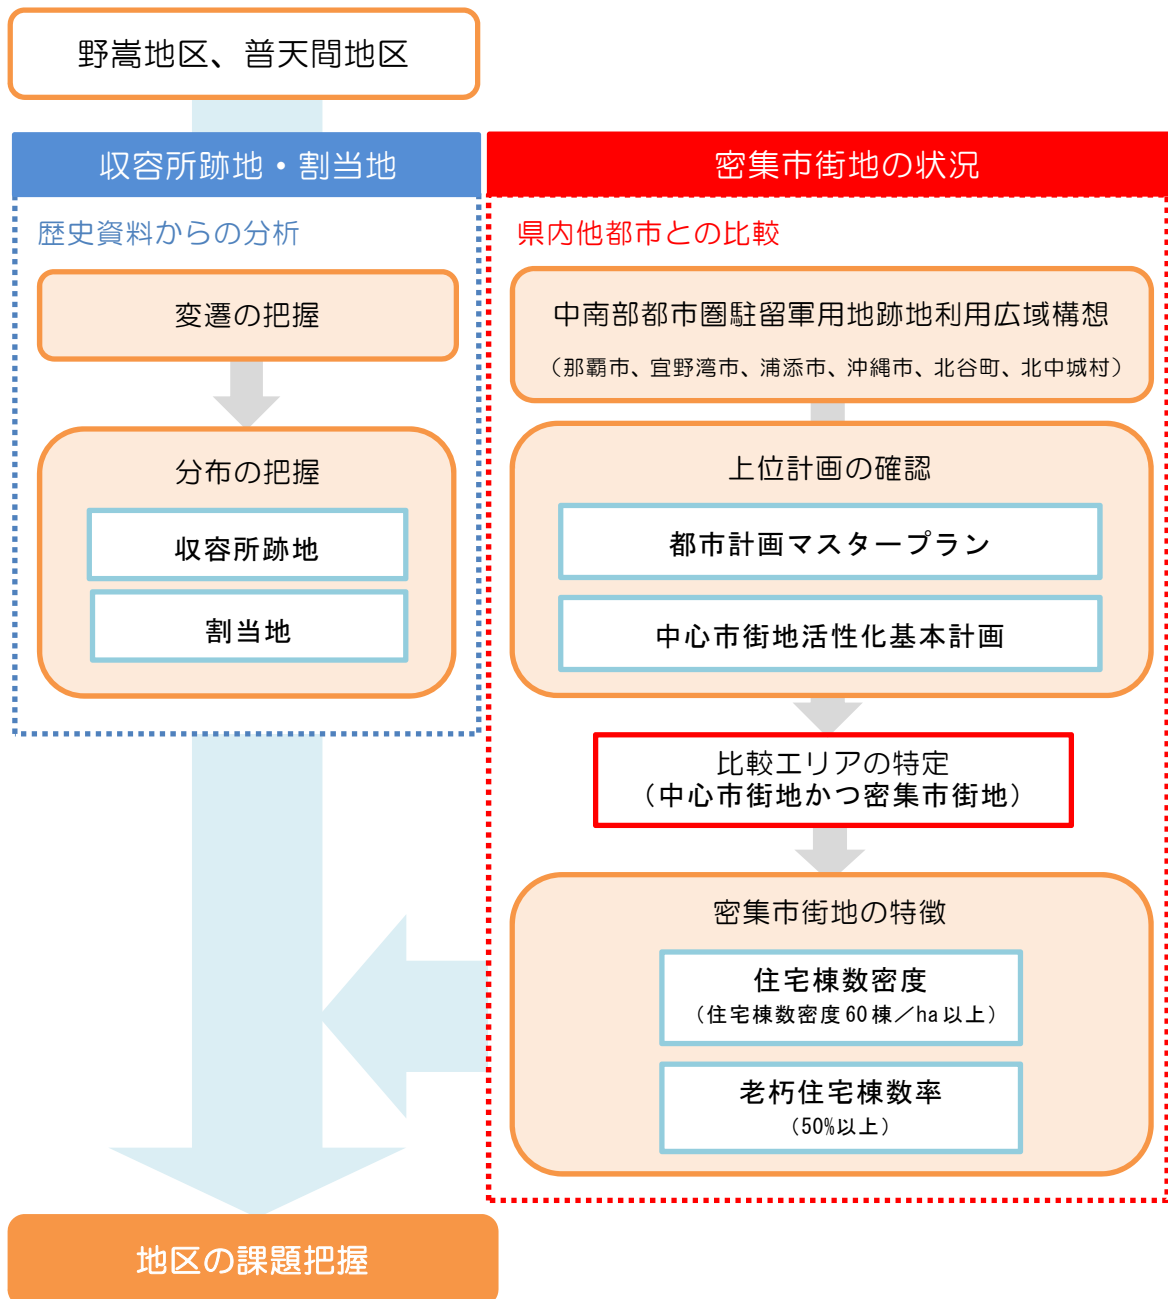 野嵩地区、普天間地区
収容所跡地・割当地
歴史資料からの分析
変遷の把握
分布の把握
収容所跡地
割当地
密集市街地の状況
県内他都市との比較
中南部都市圏駐留軍用地跡地利用広域構想
（那覇市、宜野湾市、浦添市、沖縄市、北谷町、北中城村）
上位計画の確認
都市計画マスタープラン
中心市街地活性化基本計画
比較エリアの特定
（中心市街地かつ密集市街地）
密集市街地の特徴
住宅棟数密度
（住宅棟数密度60棟／ha以上）
老朽住宅棟数率
（50%以上）
地区の課題把握